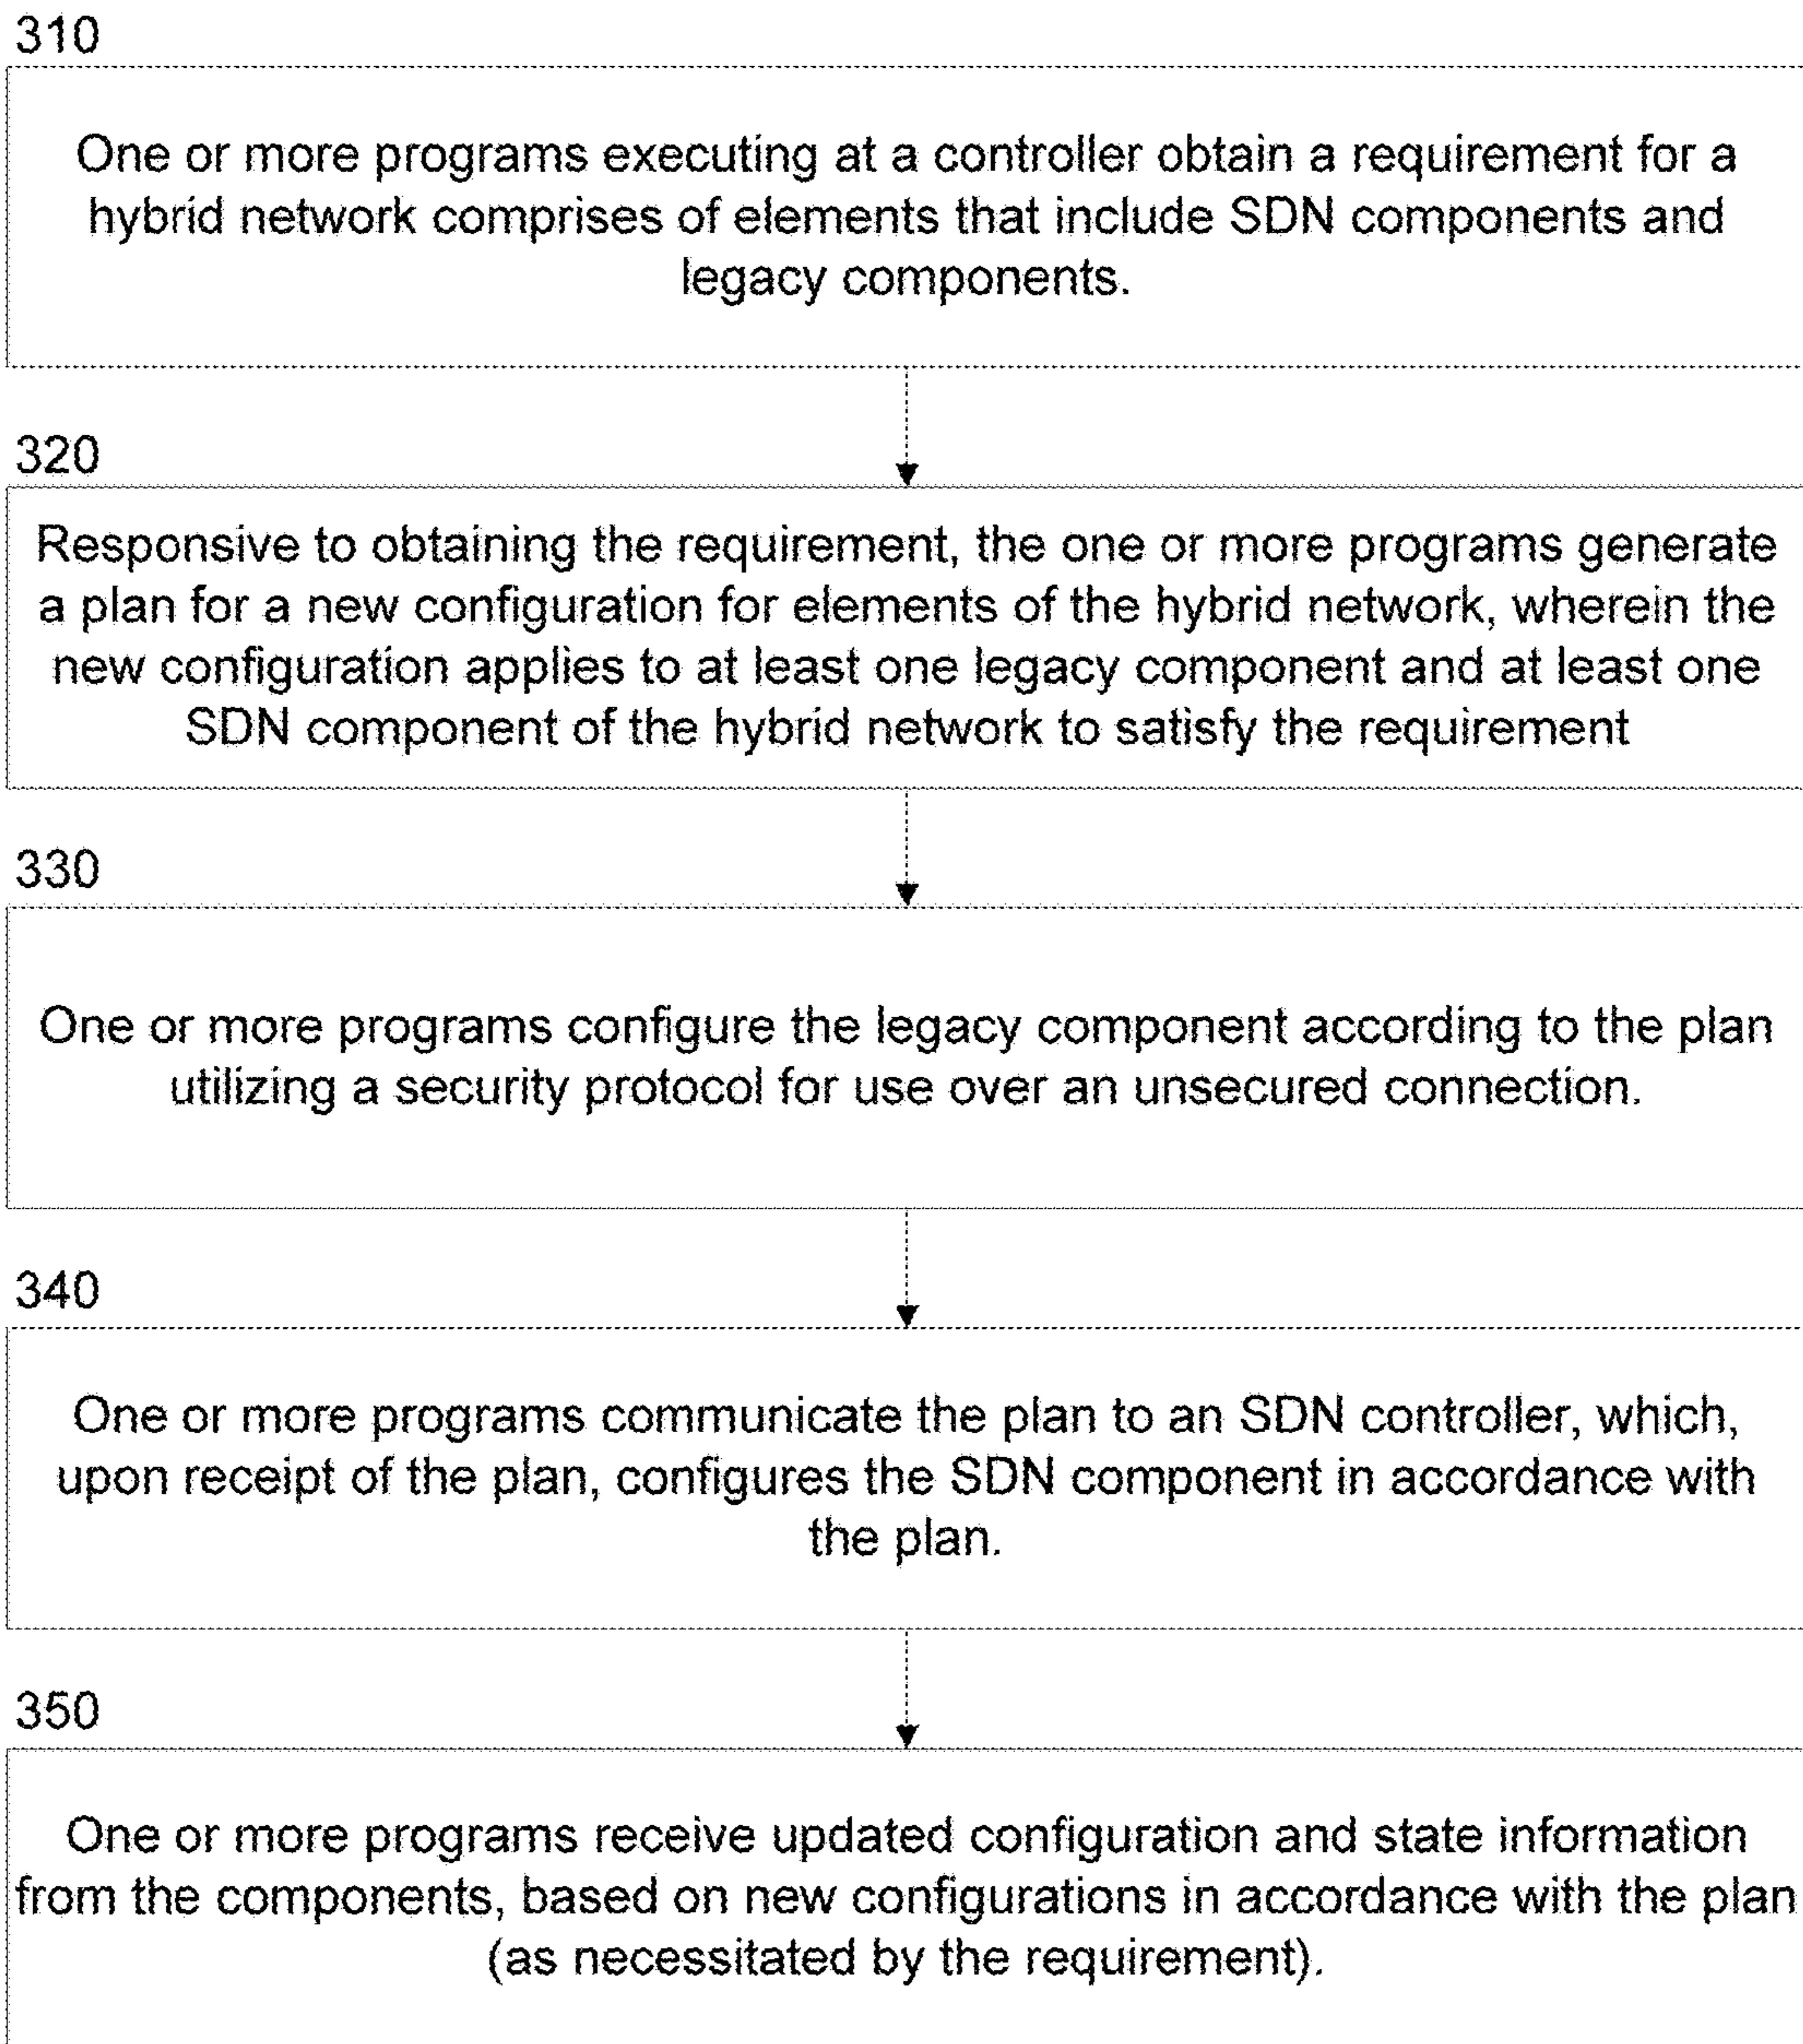 310
One or more programs executing at a controller obtain a requirement for a
hybrid network comprises of elements that include SDN components and
legacy components.
320
Responsive to obtaining the requirement, the one or more programs generate
a plan for a new configuration for elements of the hybrid network, wherein the
new configuration applies to at least one legacy component and at least one
SDN component of the hybrid network to satisfy the requirement
330
One or more programs configure the legacy component according to the plan
utilizing a security protocol for use over an unsecured connection.
340
One or more programs communicate the plan to an SDN controller, which,
upon receipt of the plan, configures the SDN component in accordance with
the plan.
350
One or more programs receive updated configuration and state information
from the components, based on new configurations in accordance with the plan
(as necessitated by the requirement).